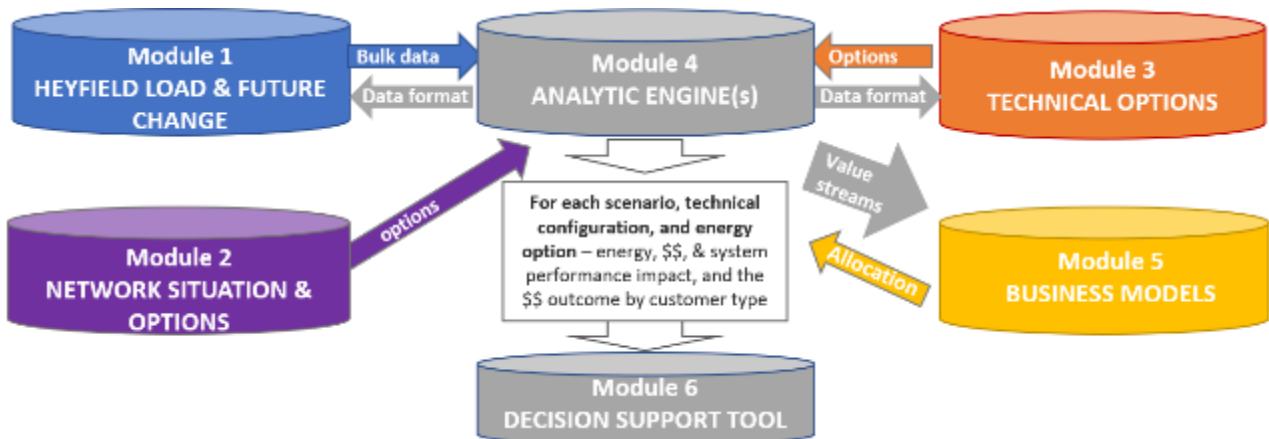 Module 1
HEYFIELD LOAD & FUTURE
CHANGE
Bulk data
Data format
Module 4
ANALYTIC ENGINE(s)
Options
Data format
Module 3
TECHNICAL OPTIONS
options
Value
streams
For each scenario, technical
configuration, and energy
option – energy, $$, & system
performance impact, and the
$$ outcome by customer type
Module 2
NETWORK SITUATION &
OPTIONS
Allocation
Module 5
BUSINESS MODELS
Module 6
DECISION SUPPORT TOOL